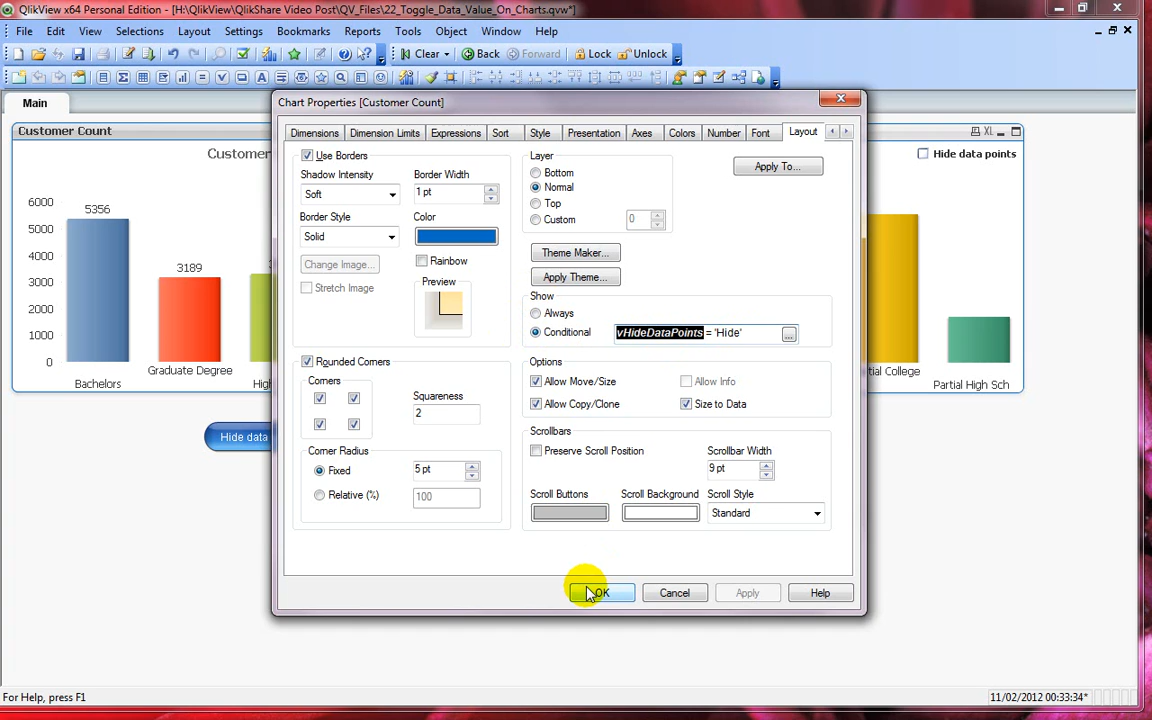 QlikView x64 Personal Edition - [H:\QlikView\QlikShare Video Post\QV_Files\22_Toggle_Data_Value_On_Charts.qvw*]
File Edit View Selections Layout Settings Bookmarks Reports Tools Object Window Help
Clear Back Forward Lock Unlock
Main
Customer Count
XL
Hide data points
Customer
6000
5000
4000
3000
2000
1000
0
5356
3189
Bachelors
Graduate Degree
Partial High Sch
Hide data
Chart Properties [Customer Count]
Dimensions Dimension Limits Expressions Sort Style Presentation Axes Colors Number Font Layout
Use Borders
Shadow Intensity
Soft
Border Width
1 pt
Border Style
Solid
Color
Change Image...
Rainbow
Stretch Image
Preview
Rounded Corners
Corners
Squareness
2
Corner Radius
Fixed
5 pt
Relative (%)
100
Layer
Bottom
Normal
Top
Custom
0
Apply To...
Theme Maker...
Apply Theme...
Show
Always
Conditional
vHideDataPoints = 'Hide'
...
Options
Allow Move/Size
Allow Info
Allow Copy/Clone
Size to Data
Scrollbars
Preserve Scroll Position
Scrollbar Width
9 pt
Scroll Buttons
Scroll Background
Scroll Style
Standard
OK Cancel Apply Help
For Help, press F1
11/02/2012 00:33:34*